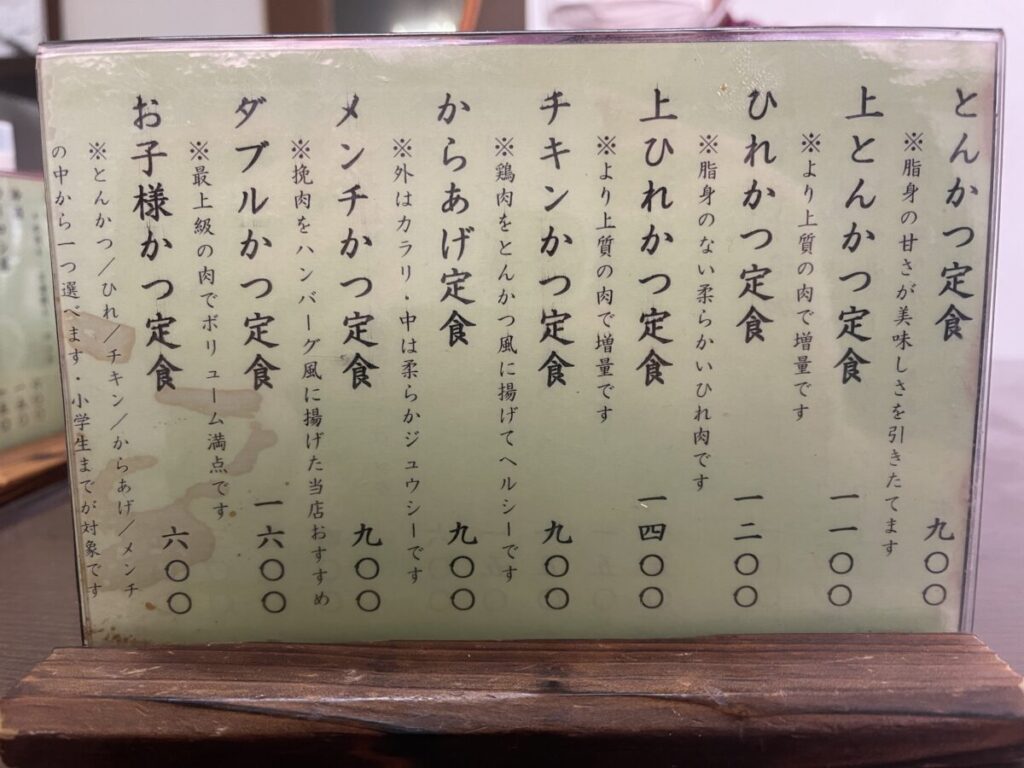 とんかつ定食 九〇〇
※脂身の甘さが美味しさを引きたてます
上とんかつ定食 一一〇〇
※より上質の肉で増量です
ひれかつ定食 一二〇〇
※脂身のない柔らかいひれ肉です
上ひれかつ定食 一四〇〇
※より上質の肉で増量です
チキンかつ定食 九〇〇
※鶏肉をとんかつ風に揚げてヘルシーです
からあげ定食 九〇〇
※外はカラリ・中は柔らかジュウシーです
メンチかつ定食 九〇〇
※挽肉をハンバーグ風に揚げた当店おすすめ
ダブルかつ定食 一六〇〇
※最上級の肉でボリューム満点です
お子様かつ定食 六〇〇
※とんかつ/ひれ/チキン/からあげ/メンチ
の中から一つ選べます・小学生までが対象です